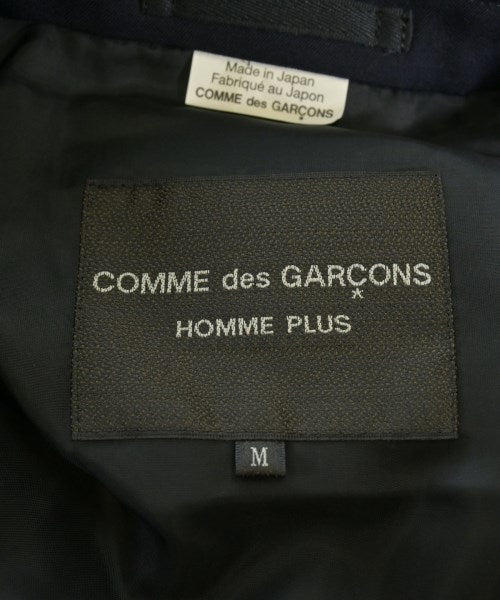 Made in Japan
Fabriqué au Japon
COMME des GARÇONS
COMME des GARÇONS
HOMME PLUS
M